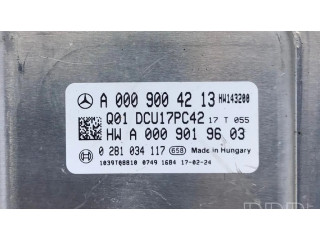 A 000 900 42 13 HW143200
Q01 DCU17PC42 17 T 055
HW A 000 901 96 03
0 281 034 117 658 Made in Hungary
1039T08810 0749 1684 17-02-24